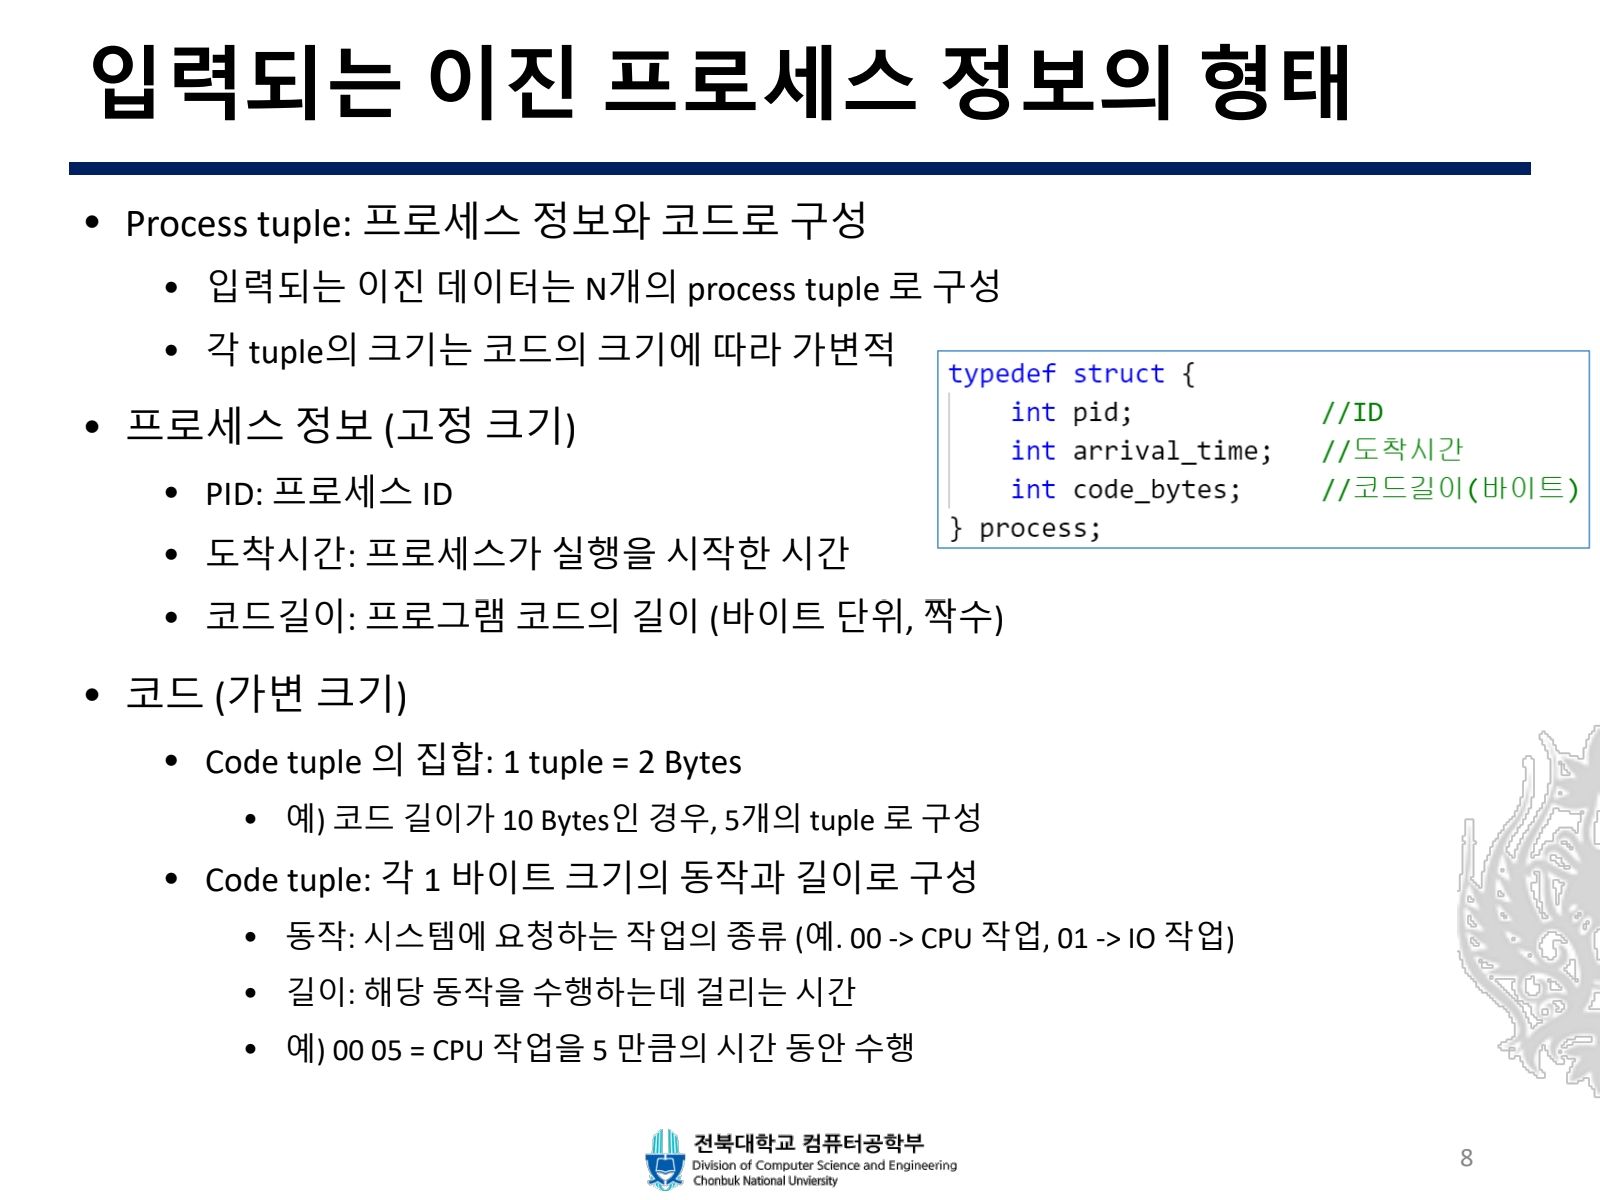 입력되는 이진 프로세스 정보의 형태
• Process tuple: 프로세스 정보와 코드로 구성
• 입력되는 이진 데이터는 N개의 process tuple 로 구성
• 각 tuple의 크기는 코드의 크기에 따라 가변적
• 프로세스 정보 (고정 크기)
• PID: 프로세스 ID
• 도착시간: 프로세스가 실행을 시작한 시간
• 코드길이: 프로그램 코드의 길이 (바이트 단위, 짝수)
typedef struct {
int pid; //ID
int arrival_time; //도착시간
int code_bytes; //코드길이(바이트)
} process;
• 코드 (가변 크기)
• Code tuple 의 집합: 1 tuple = 2 Bytes
• 예) 코드 길이가 10 Bytes인 경우, 5개의 tuple 로 구성
• Code tuple: 각 1 바이트 크기의 동작과 길이로 구성
• 동작: 시스템에 요청하는 작업의 종류 (예. 00 -> CPU 작업, 01 -> IO 작업)
• 길이: 해당 동작을 수행하는데 걸리는 시간
• 예) 00 05 = CPU 작업을 5 만큼의 시간 동안 수행
전북대학교 컴퓨터공학부
Division of Computer Science and Engineering
Chonbuk National Unviersity
8